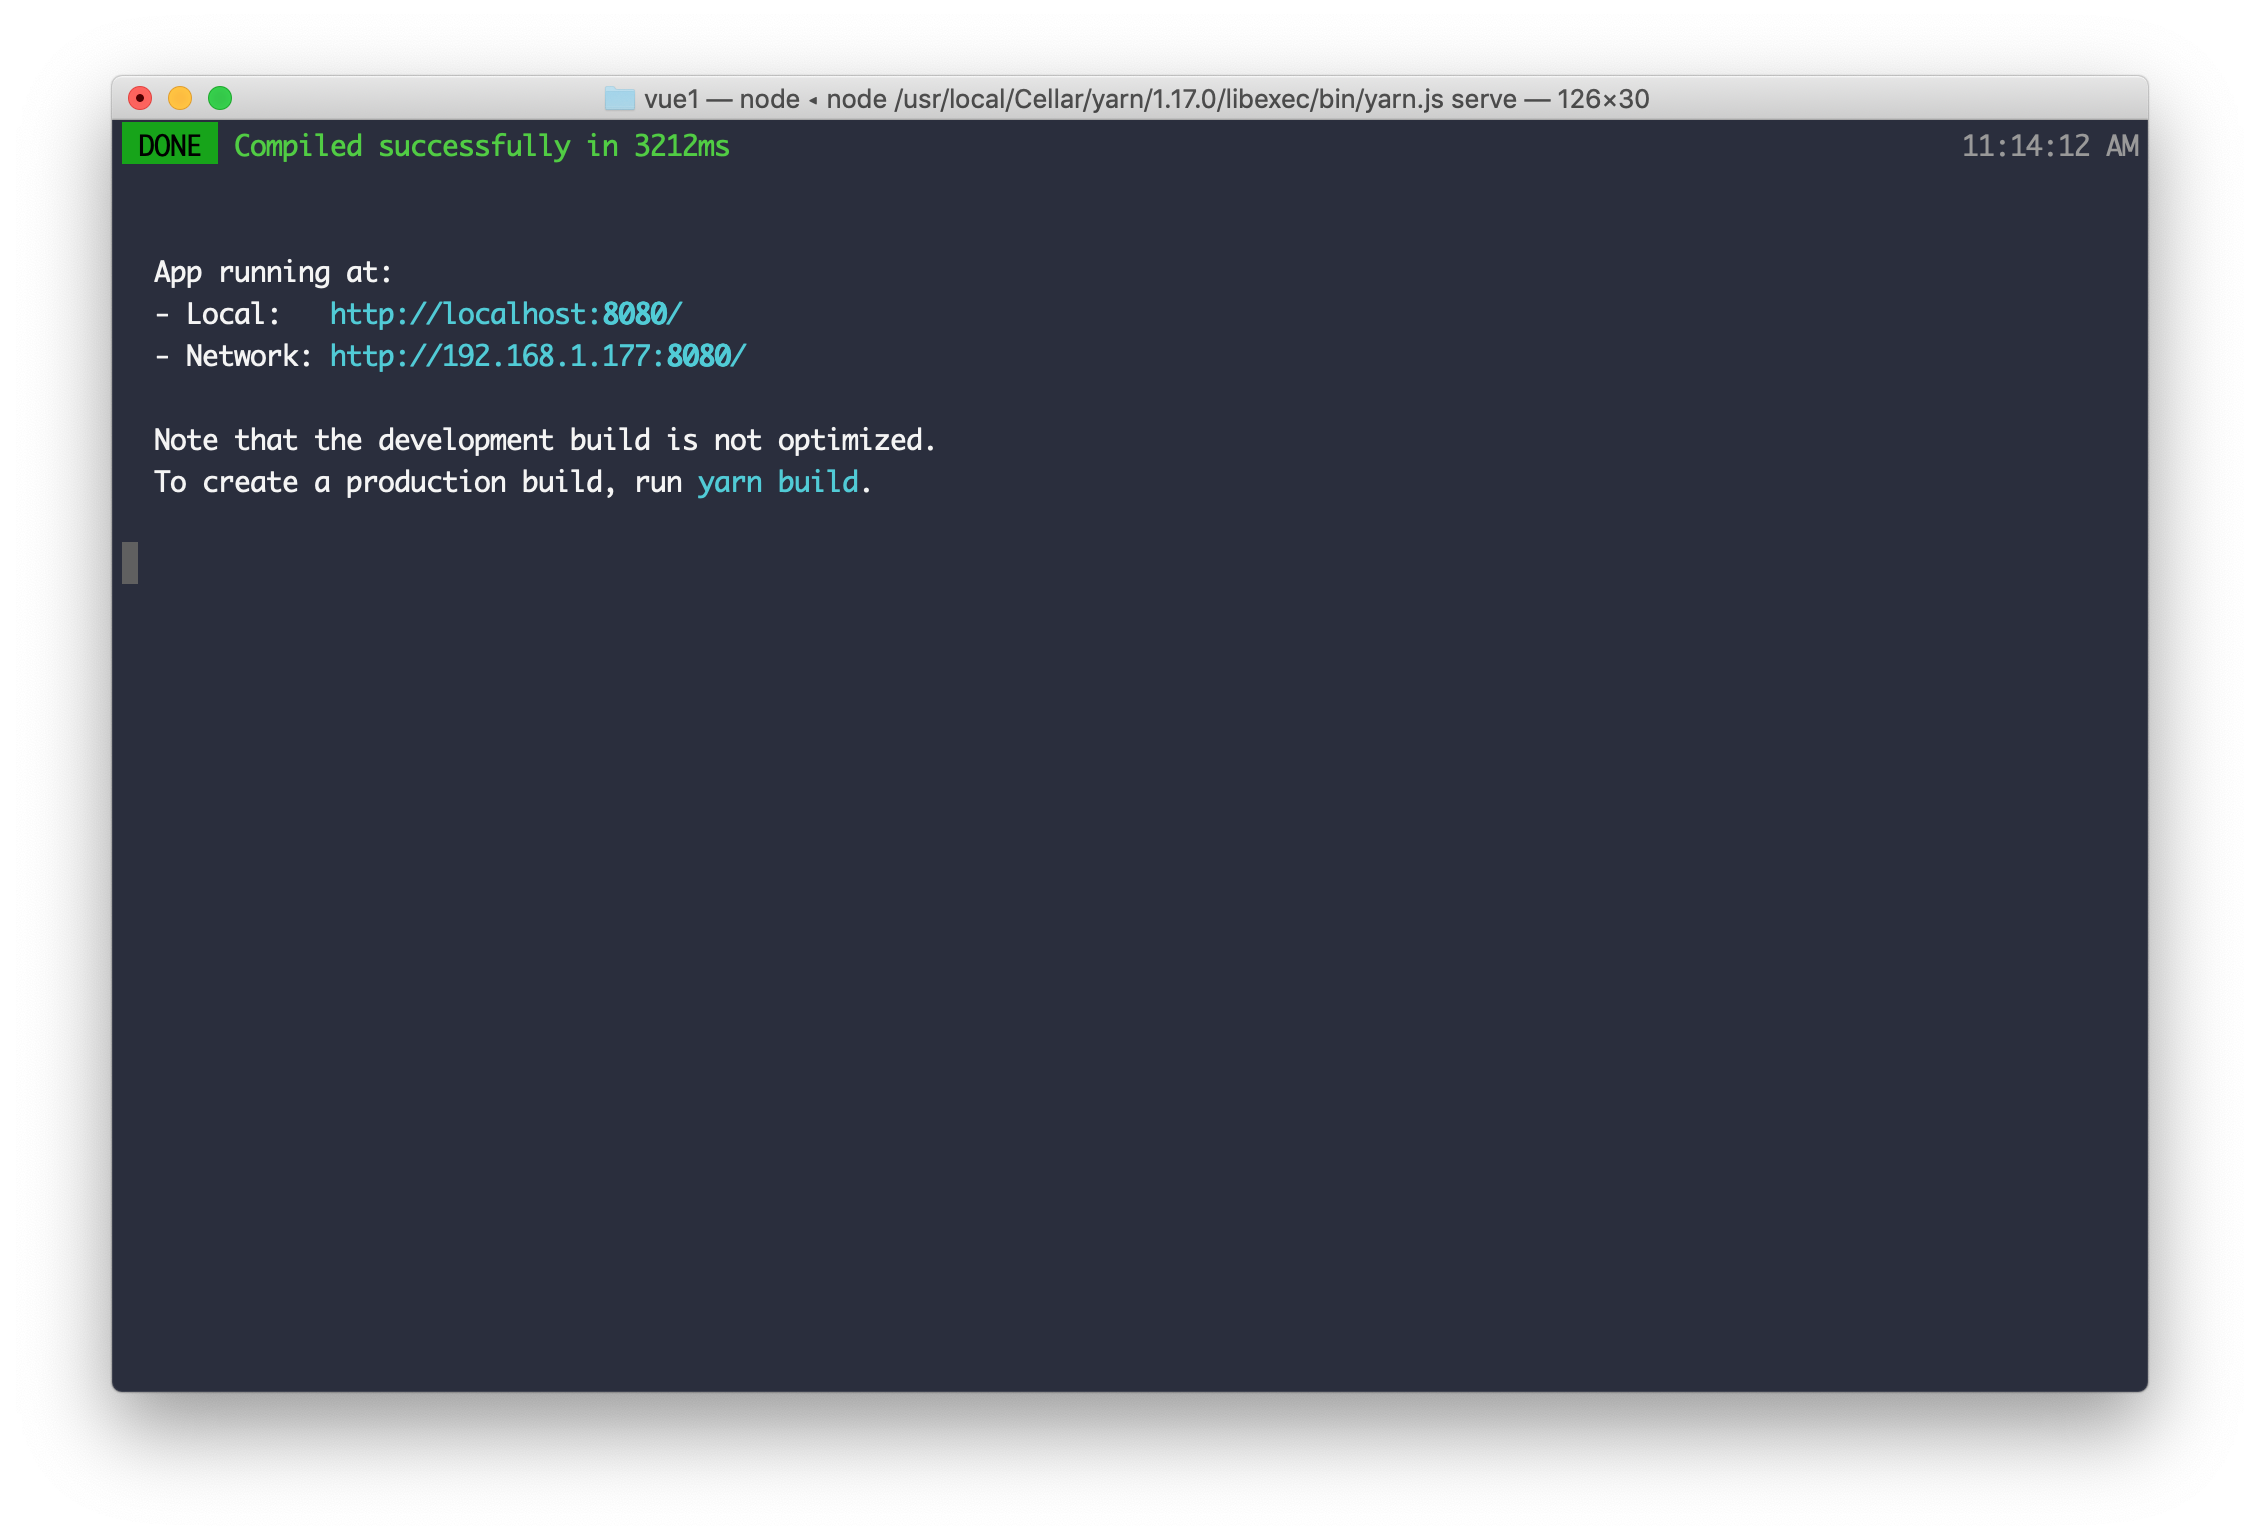 vue1 — node ◂ node /usr/local/Cellar/yarn/1.17.0/libexec/bin/yarn.js serve — 126×30
DONE Compiled successfully in 3212ms 11:14:12 AM
App running at:
- Local: http://localhost:8080/
- Network: http://192.168.1.177:8080/
Note that the development build is not optimized.
To create a production build, run yarn build.